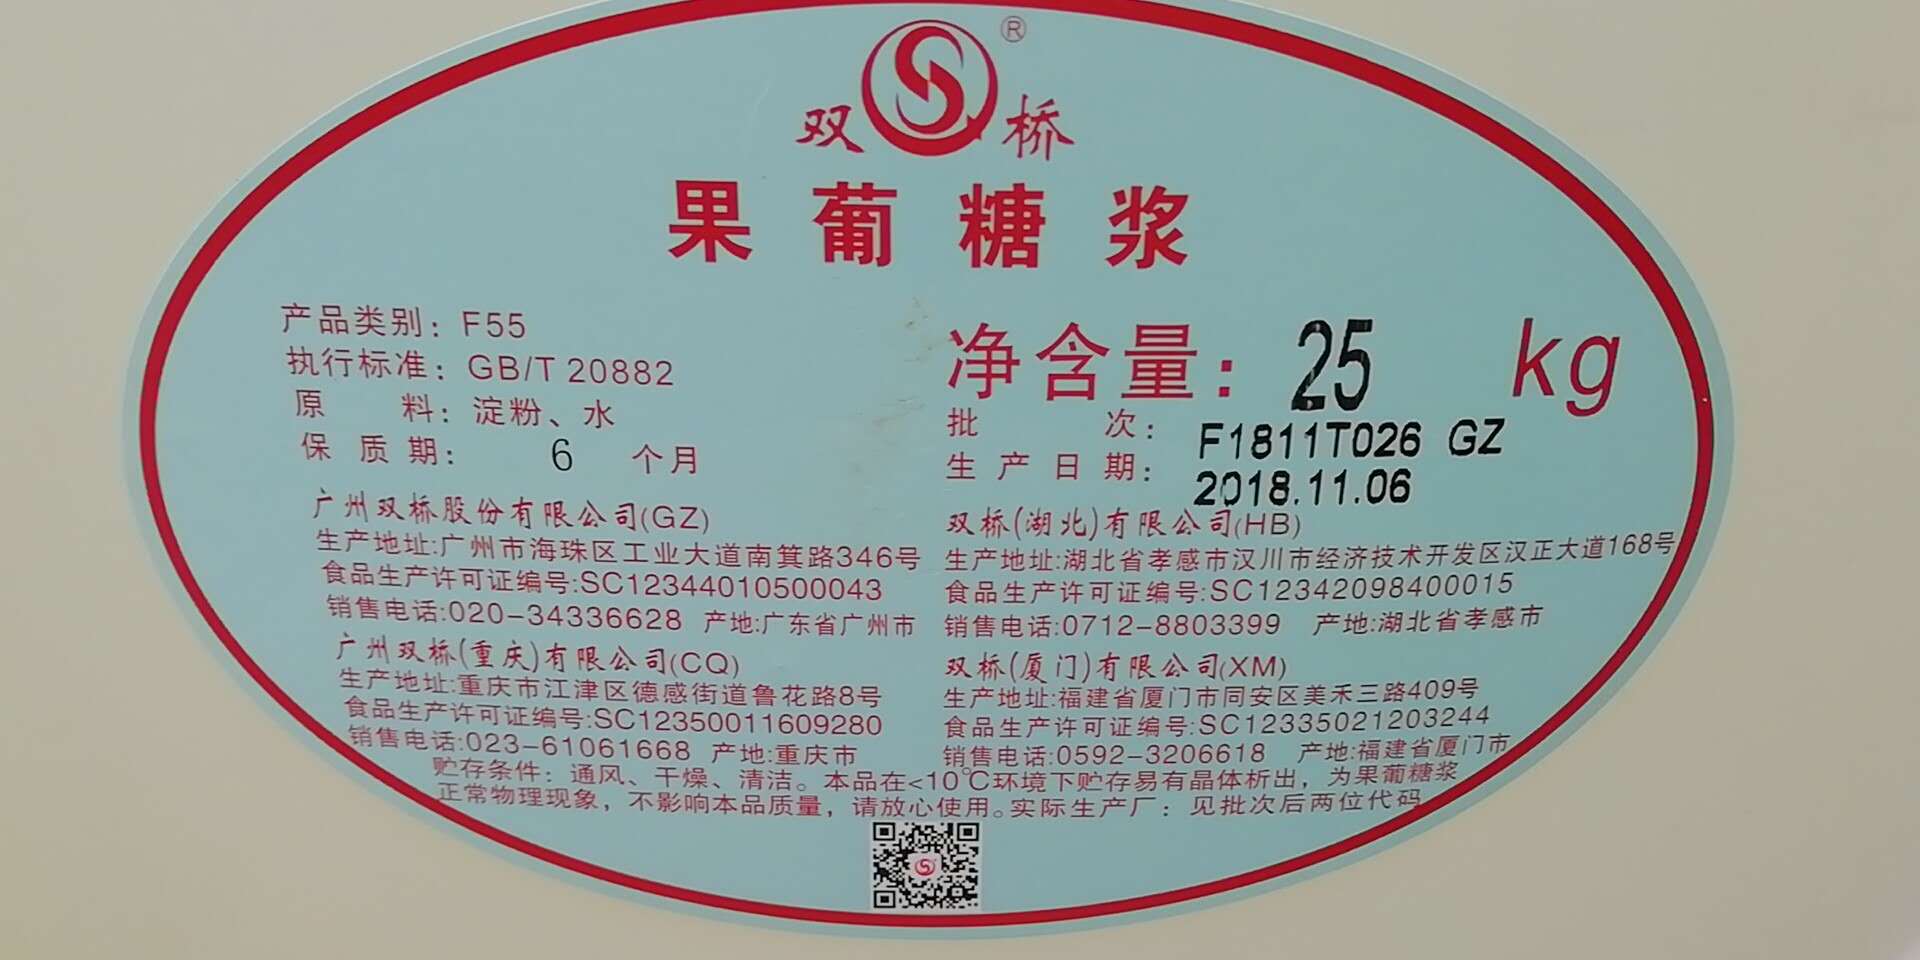 双 桥 ®
果葡糖浆
产品类别：F55
执行标准：GB/T 20882
原 料：淀粉、水
保质期： 6 个月
净含量：25 kg
批 次：F1811T026 GZ
生产日期：2018.11.06
广州双桥股份有限公司(GZ)
生产地址:广州市海珠区工业大道南箕路346号
食品生产许可证编号:SC12344010500043
销售电话:020-34336628 产地:广东省广州市
广州双桥(重庆)有限公司(CQ)
生产地址:重庆市江津区德感街道鲁花路8号
食品生产许可证编号:SC12350011609280
销售电话:023-61061668 产地:重庆市
双桥(湖北)有限公司(HB)
生产地址:湖北省孝感市汉川市经济技术开发区汉正大道168号
食品生产许可证编号:SC12342098400015
销售电话:0712-8803399 产地:湖北省孝感市
双桥(厦门)有限公司(XM)
生产地址:福建省厦门市同安区美禾三路409号
食品生产许可证编号:SC12335021203244
销售电话:0592-3206618 产地:福建省厦门市
贮存条件：通风、干燥、清洁。本品在<10℃环境下贮存易有晶体析出，为果葡糖浆
正常物理现象，不影响本品质量，请放心使用。实际生产厂：见批次后两位代码